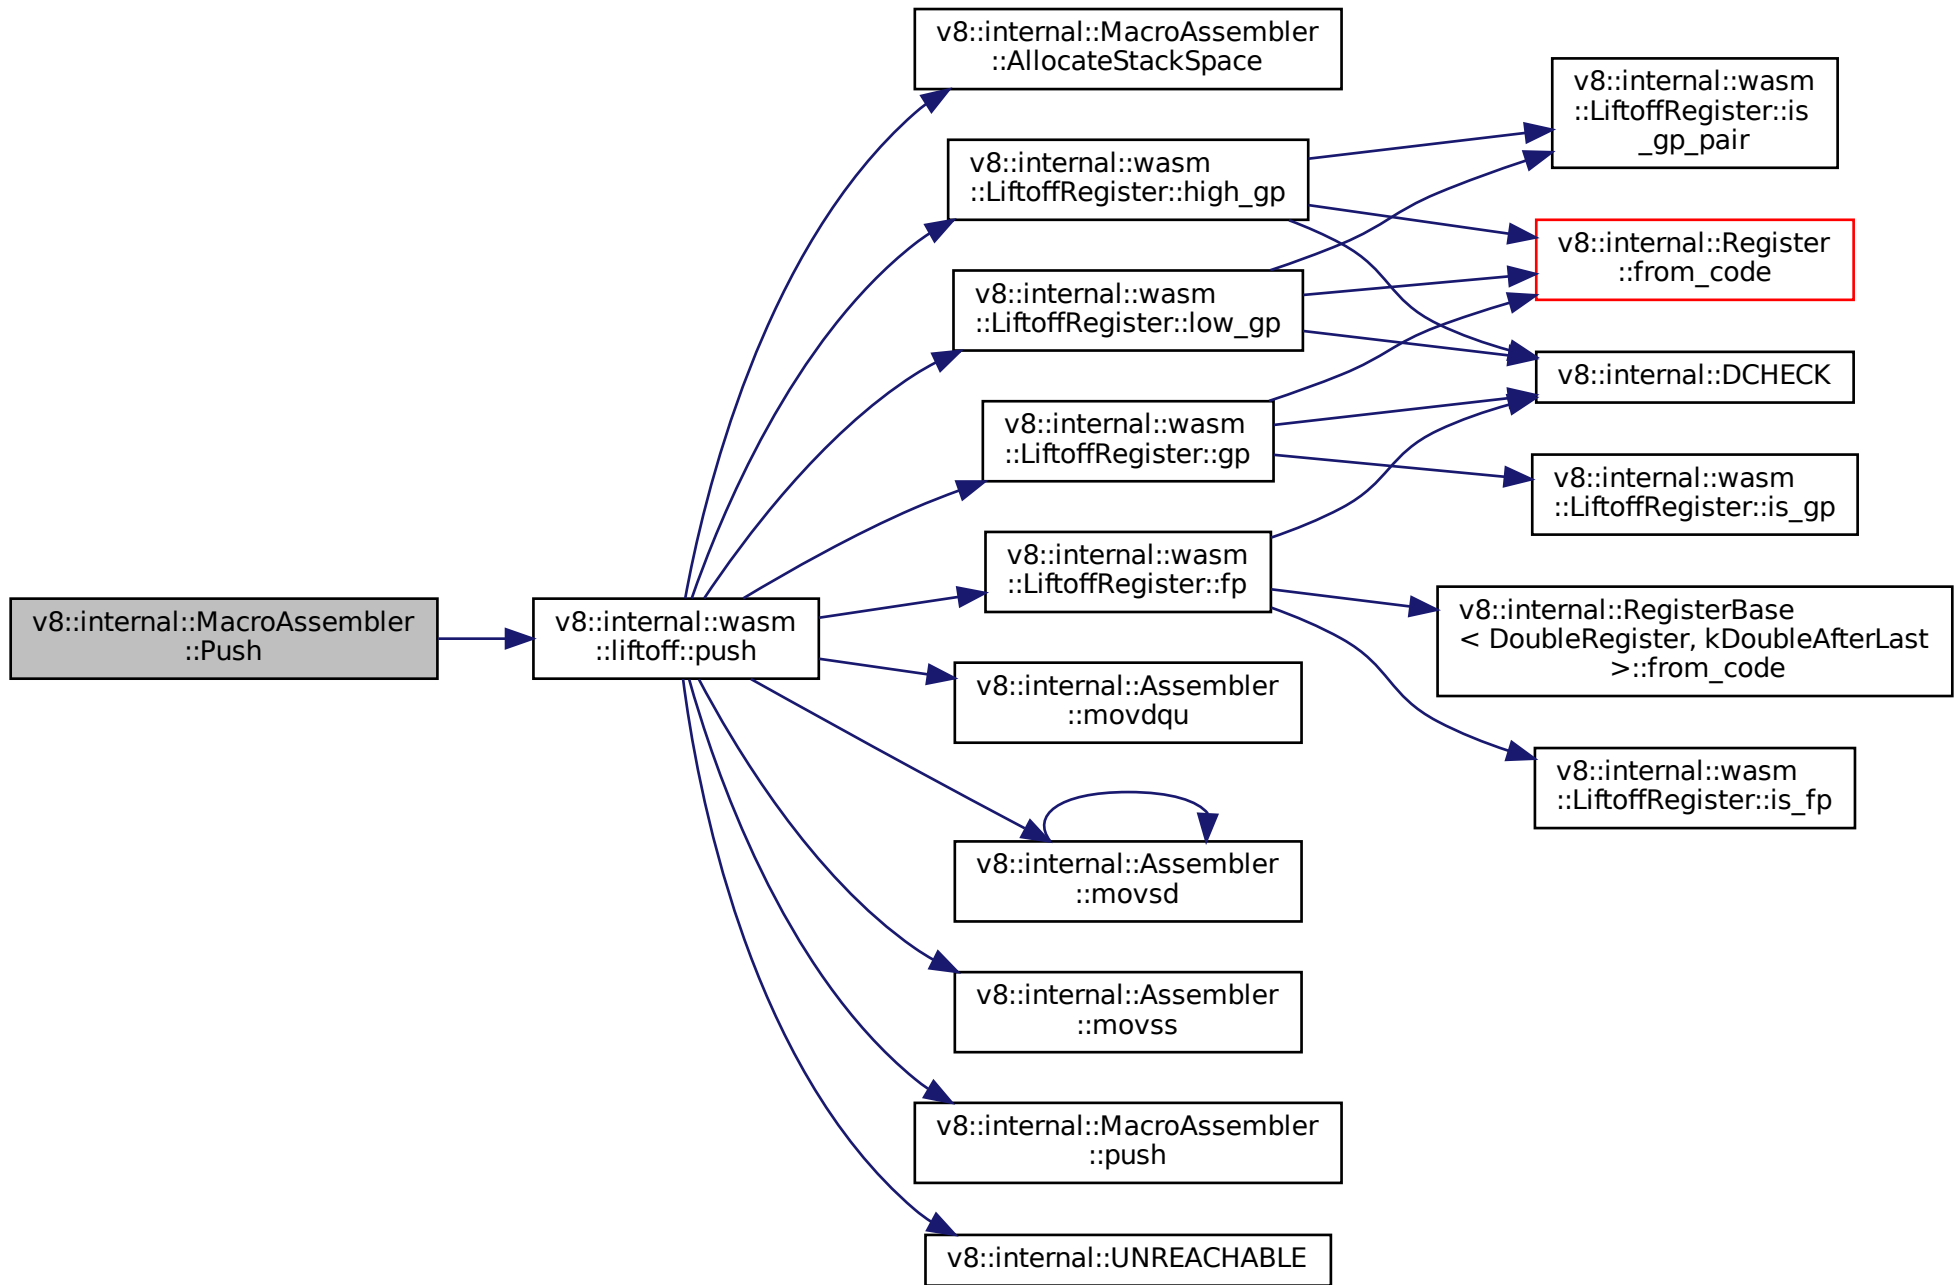 v8::internal::MacroAssembler
::Push
v8::internal::wasm
::liftoff::push
v8::internal::MacroAssembler
::AllocateStackSpace
v8::internal::wasm
::LiftoffRegister::high_gp
v8::internal::wasm
::LiftoffRegister::low_gp
v8::internal::wasm
::LiftoffRegister::gp
v8::internal::wasm
::LiftoffRegister::fp
v8::internal::Assembler
::movdqu
v8::internal::Assembler
::movsd
v8::internal::Assembler
::movss
v8::internal::MacroAssembler
::push
v8::internal::UNREACHABLE
v8::internal::wasm
::LiftoffRegister::is
_gp_pair
v8::internal::Register
::from_code
v8::internal::DCHECK
v8::internal::wasm
::LiftoffRegister::is_gp
v8::internal::RegisterBase
< DoubleRegister, kDoubleAfterLast
>::from_code
v8::internal::wasm
::LiftoffRegister::is_fp